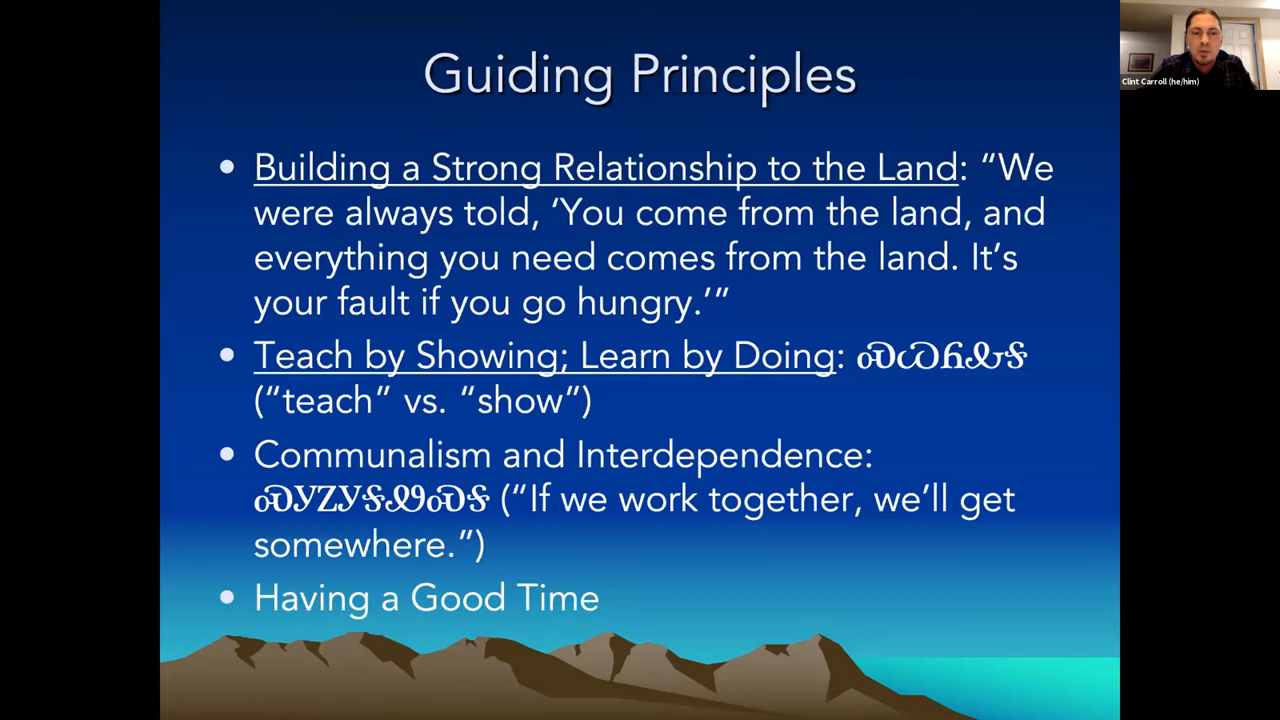 Guiding Principles
Building a Strong Relationship to the Land: “We
were always told, ‘You come from the land, and
everything you need comes from the land. It’s
your fault if you go hungry.’”
Teach by Showing; Learn by Doing:
(“teach” vs. “show”)
Communalism and Interdependence:
(“If we work together, we’ll get
somewhere.”)
Having a Good Time
Clint Carroll (he/him)